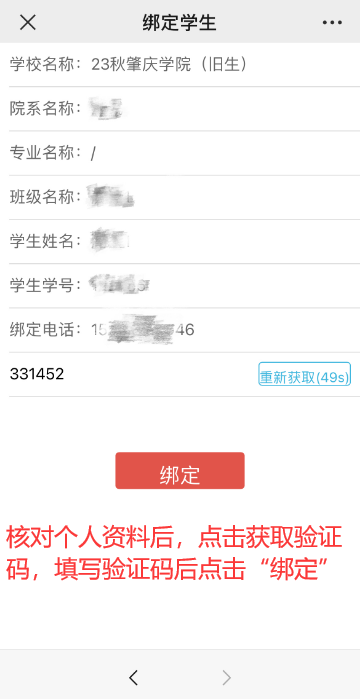 绑定学生
学校名称：23秋肇庆学院（旧生）
院系名称：
专业名称：/
班级名称：
学生姓名：
学生学号：
绑定电话：15 46
331452 重新获取(49s)
绑定
核对个人资料后，点击获取验证
码，填写验证码后点击“绑定”